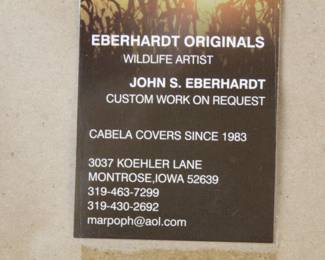 EBERHARDT ORIGINALS
WILDLIFE ARTIST
JOHN S. EBERHARDT
CUSTOM WORK ON REQUEST
CABELA COVERS SINCE 1983
3037 KOEHLER LANE
MONTROSE,IOWA 52639
319-463-7299
319-430-2692
marpoph@aol.com